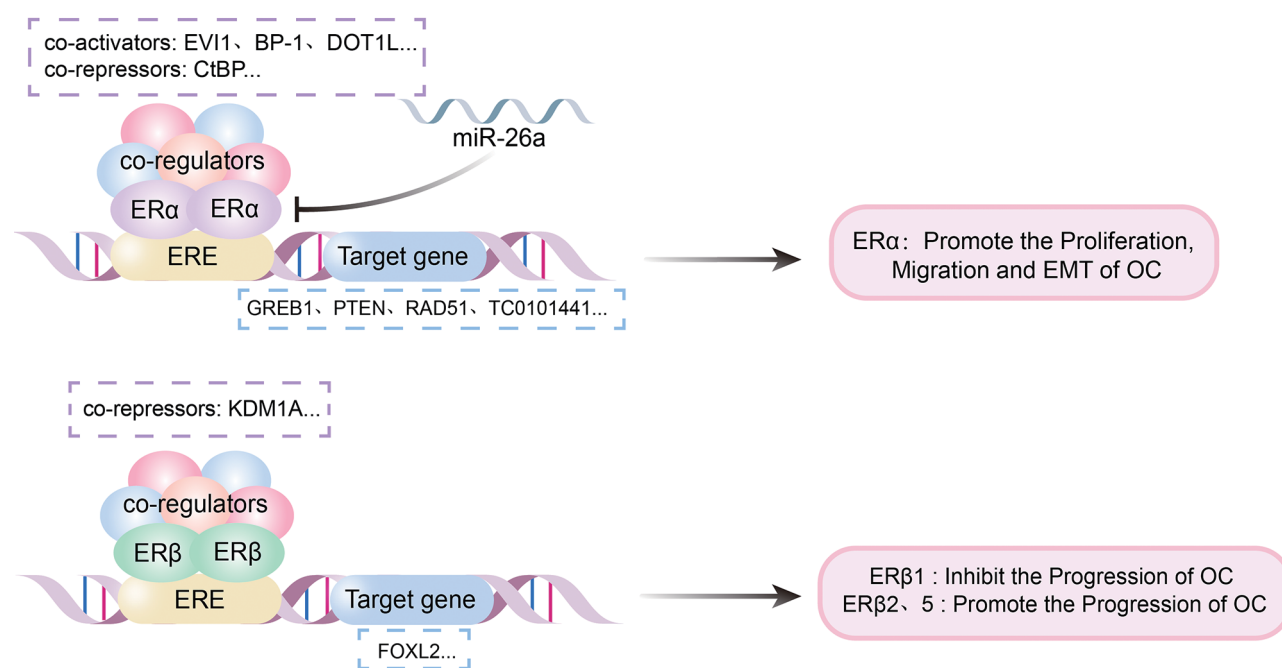 co-activators: EVI1、BP-1、DOT1L...
co-repressors: CtBP...
miR-26a
co-regulators
ERα ERα
ERE
Target gene
GREB1、PTEN、RAD51、TC0101441...
ERα：Promote the Proliferation,
Migration and EMT of OC
co-repressors: KDM1A...
co-regulators
ERβ ERβ
ERE
Target gene
FOXL2...
ERβ1 : Inhibit the Progression of OC
ERβ2、5 : Promote the Progression of OC